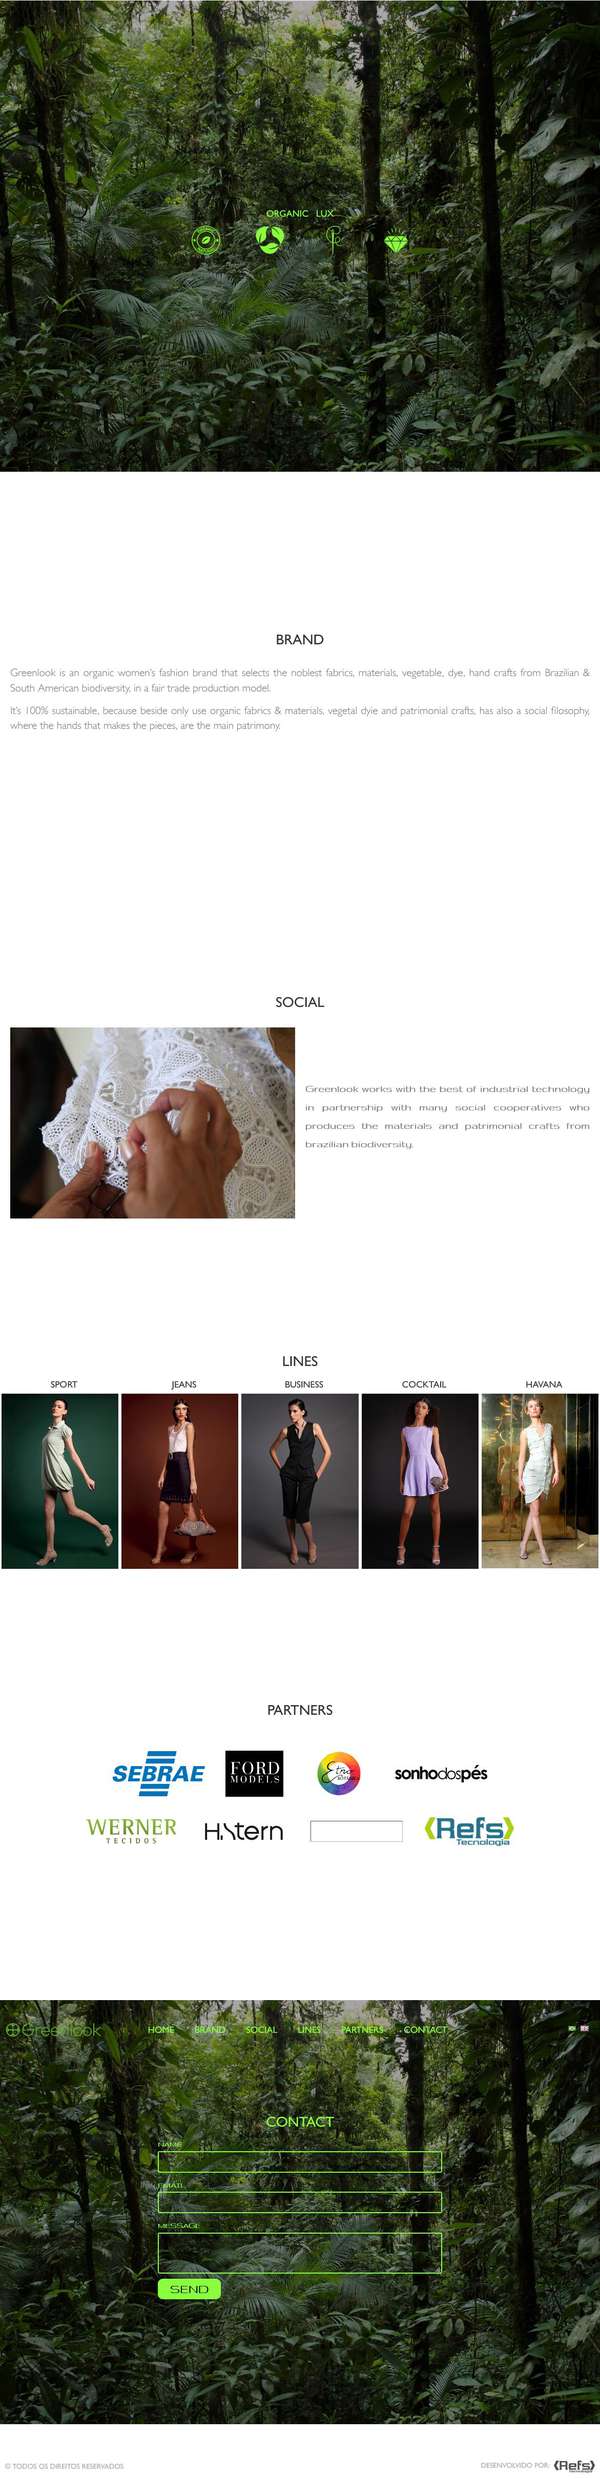 ORGANIC LUX
BRAND
Greenlook is an organic women's fashion brand that selects the noblest fabrics, materials, vegetable, dye, hand crafts from Brazilian &
South American biodiversity, in a fair trade production model.
It's 100% sustainable, because beside only use organic fabrics & materials, vegetal dyie and patrimonial crafts, has also a social filosophy,
where the hands that makes the pieces, are the main patrimony.
SOCIAL
Greenlook works with the best of industrial technology
in partnership with many social cooperatives who
produces the materials and patrimonial crafts from
brazilian biodiversity.
LINES
SPORT JEANS BUSINESS COCKTAIL HAVANA
PARTNERS
SEBRAE FORD MODELS Etno sonhodospés
WERNER TECIDOS H.Stern Refs Tecnologia
Greenlook HOME BRAND SOCIAL LINES PARTNERS CONTACT
CONTACT
NAME
EMAIL
MESSAGE
SEND
© TODOS OS DIREITOS RESERVADOS DESENVOLVIDO POR: Refs Tecnologia